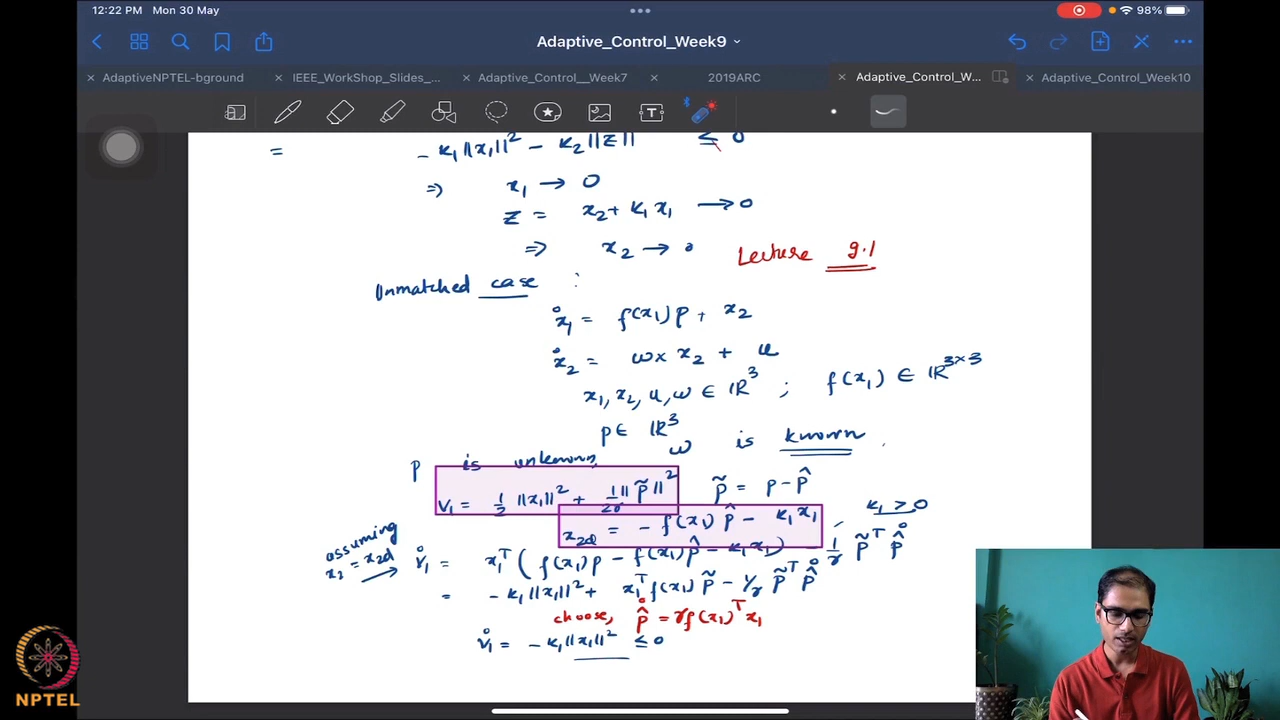 12:22 PM Mon 30 May
98%
Adaptive_Control_Week9
AdaptiveNPTEL-bground
IEEE_WorkShop_Slides_...
Adaptive_Control__Week7
2019ARC
Adaptive_Control_W...
Adaptive_Control_Week10
= - k₁||x₁||² - k₂||z|| ≤ 0
⇒ x₁ → 0
z = x₂ + k₁x₁ → 0
⇒ x₂ → 0 Lecture 9.1
Unmatched case :
ẋ₁ = f(x₁)p + x₂
ẋ₂ = ω × x₂ + u
x₁, x₂, u, ω ∈ ℝ³ ; f(x₁) ∈ ℝ³ˣ³
p ∈ ℝ³
ω is known.
p is unknown,
V₁ = 1/2 ||x₁||² + 1/2γ ||p̃||² p̃ = p - p̂
x₂d = - f(x₁)p̂ - k₁x₁ k₁ > 0
assuming x₂ = x₂d → V̇₁ = x₁ᵀ(f(x₁)p - f(x₁)p̂ - k₁x₁) - 1/γ p̃ᵀ p̂̇
= - k₁||x₁||² + x₁ᵀf(x₁)p̃ - 1/γ p̃ᵀ p̂̇
choose, p̂̇ = γf(x₁)ᵀx₁
V̇₁ = - k₁||x₁||² ≤ 0
NPTEL